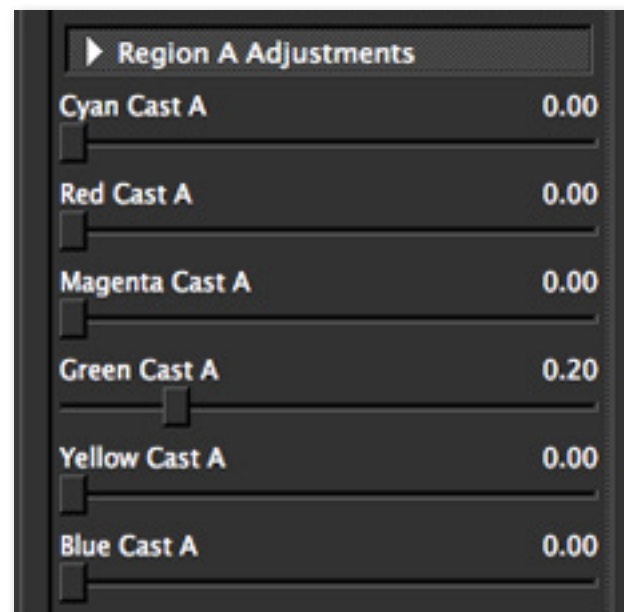 Region A Adjustments
Cyan Cast A 0.00
Red Cast A 0.00
Magenta Cast A 0.00
Green Cast A 0.20
Yellow Cast A 0.00
Blue Cast A 0.00